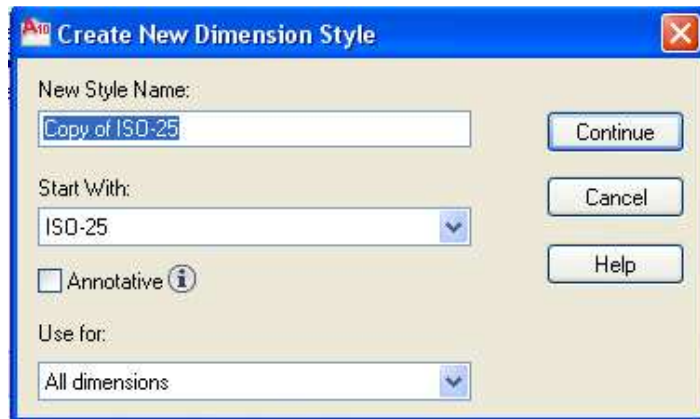 A10 Create New Dimension Style
New Style Name:
Copy of ISO-25
Continue
Start With:
Cancel
ISO-25
Help
Annotative
Use for:
All dimensions